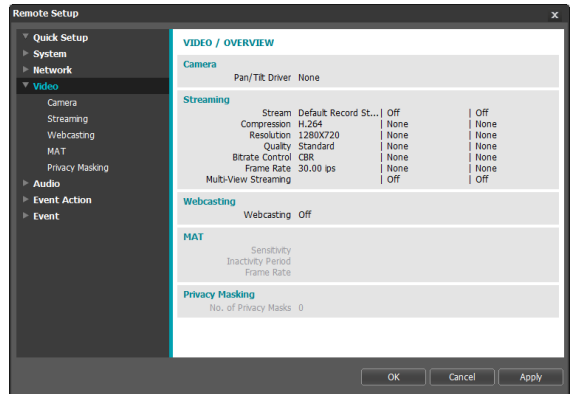 Remote Setup x
Quick Setup
System
Network
Video
Camera
Streaming
Webcasting
MAT
Privacy Masking
Audio
Event Action
Event
VIDEO / OVERVIEW
Camera
Pan/Tilt Driver None
Streaming
Stream Default Record St...| Off | Off
Compression H.264 | None | None
Resolution 1280X720 | None | None
Quality Standard | None | None
Bitrate Control CBR | None | None
Frame Rate 30.00 ips | None | None
Multi-View Streaming | Off | Off
Webcasting
Webcasting Off
MAT
Sensitivity
Inactivity Period
Frame Rate
Privacy Masking
No. of Privacy Masks 0
OK Cancel Apply